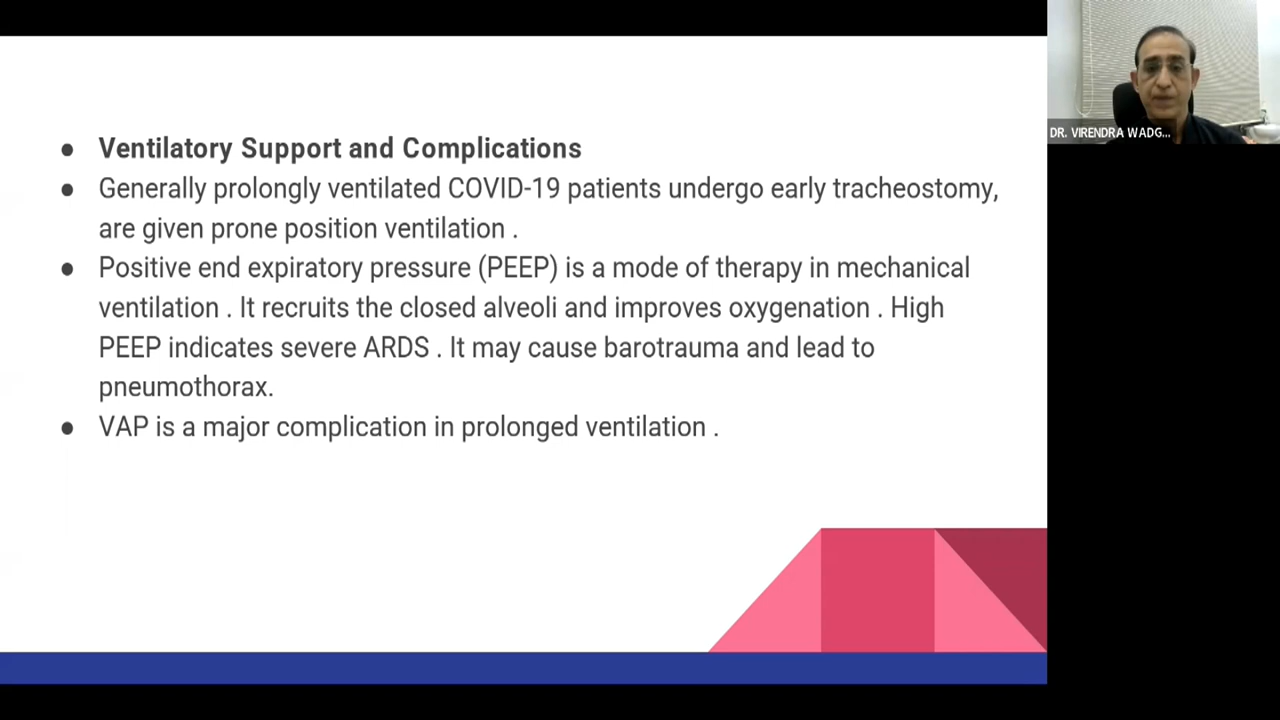 ● Ventilatory Support and Complications
● Generally prolongly ventilated COVID-19 patients undergo early tracheostomy,
are given prone position ventilation .
● Positive end expiratory pressure (PEEP) is a mode of therapy in mechanical
ventilation . It recruits the closed alveoli and improves oxygenation . High
PEEP indicates severe ARDS . It may cause barotrauma and lead to
pneumothorax.
● VAP is a major complication in prolonged ventilation .
DR. VIRENDRA WADG...